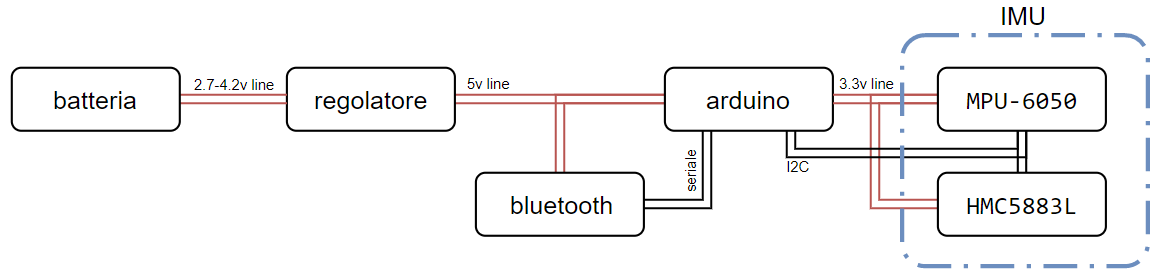 IMU
batteria
2.7-4.2v line
regolatore
5v line
arduino
3.3v line
MPU-6050
seriale
I2C
bluetooth
HMC5883L